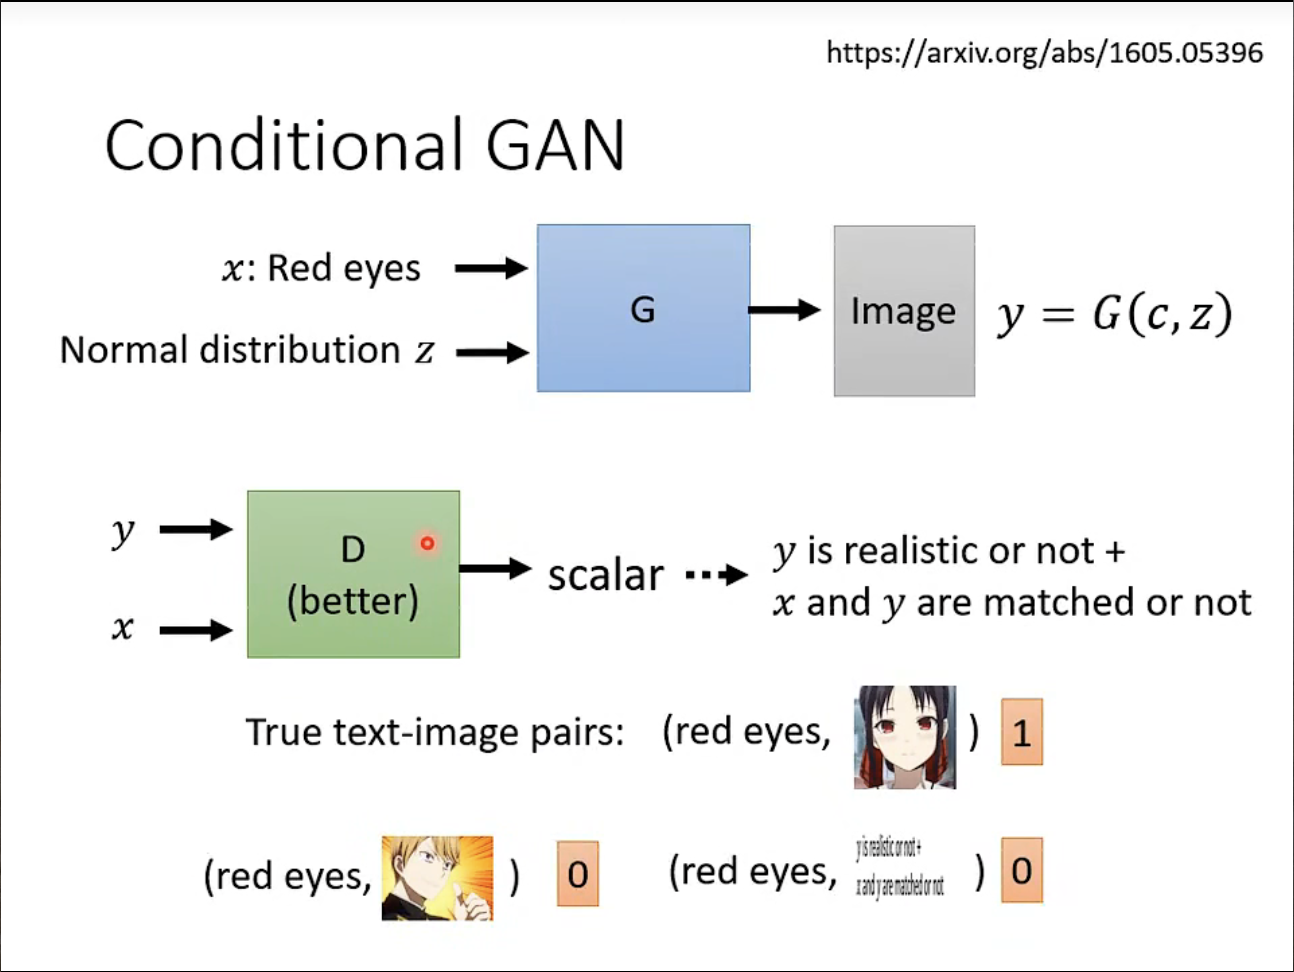 https://arxiv.org/abs/1605.05396
Conditional GAN
x: Red eyes
Normal distribution z
G
Image
y = G(c, z)
y
x
D
(better)
scalar
y is realistic or not +
x and y are matched or not
True text-image pairs:
(red eyes, ) 1
(red eyes, ) 0
(red eyes, y is realistic or not +
x and y are matched or not ) 0